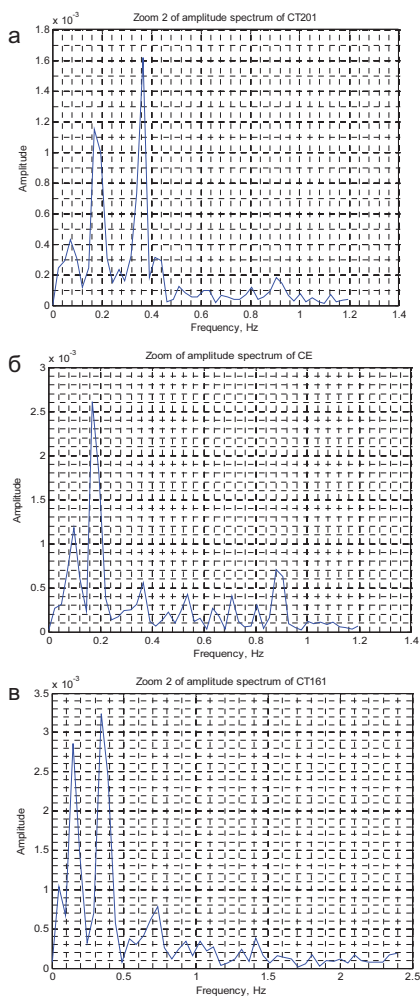 а
Zoom 2 of amplitude spectrum of CT201
x 10-3
1.8
1.6
1.4
1.2
1
0.8
0.6
0.4
0.2
0
Amplitude
0 0.2 0.4 0.6 0.8 1.0 1.2 1.4
Frequency, Hz
б
Zoom of amplitude spectrum of CE
x 10-3
3
2.5
2
1.5
1
0.5
0
Amplitude
0 0.2 0.4 0.6 0.8 1.0 1.2 1.4
Frequency, Hz
в
Zoom 2 of amplitude spectrum of CT161
x 10-3
3.5
3
2.5
2
1.5
1
0.5
0
Amplitude
0 0.5 1.0 1.5 2.0 2.5
Frequency, Hz